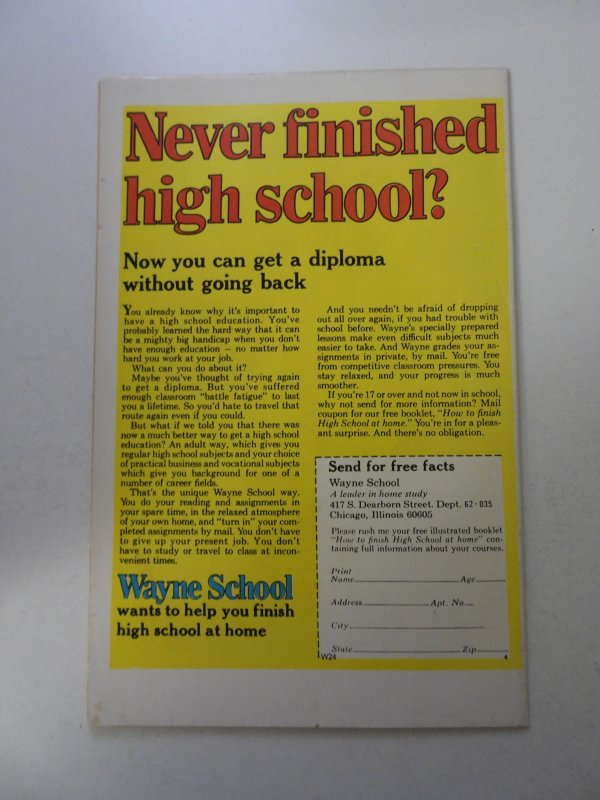 Never finished
high school?
Now you can get a diploma
without going back
You already know why it's important to
have a high school education. You've
probably learned the hard way that it can
be a mighty big handicap when you don't
have enough education — no matter how
hard you work at your job.
What can you do about it?
Maybe you've thought of trying again
to get a diploma. But you've suffered
enough classroom "battle fatigue" to last
you a lifetime. So you'd hate to travel that
route again even if you could.
But what if we told you that there was
now a much better way to get a high school
education? An adult way, which gives you
regular high school subjects and your choice
of practical business and vocational subjects
which give you background for one of a
number of career fields.
That's the unique Wayne School way.
You do your reading and assignments in
your spare time, in the relaxed atmosphere
of your own home, and "turn in" your com-
pleted assignments by mail. You don't have
to give up your present job. You don't
have to study or travel to class at incon-
venient times.
Wayne School
wants to help you finish
high school at home
And you needn't be afraid of dropping
out all over again, if you had trouble with
school before. Wayne's specially prepared
lessons make even difficult subjects much
easier to take. And Wayne grades your as-
signments in private, by mail. You're free
from competitive classroom pressures. You
stay relaxed, and your progress is much
smoother.
If you're 17 or over and not now in school,
why not send for more information? Mail
coupon for our free booklet, "How to finish
High School at home." You're in for a pleas-
ant surprise. And there's no obligation.
Send for free facts
Wayne School
A leader in home study
417 S. Dearborn Street. Dept. 62-035
Chicago, Illinois 60605
Please rush me your free illustrated booklet
"How to finish High School at home" con-
taining full information about your courses.
Print
Name Age
Address Apt. No.
City
State Zip
W24 4